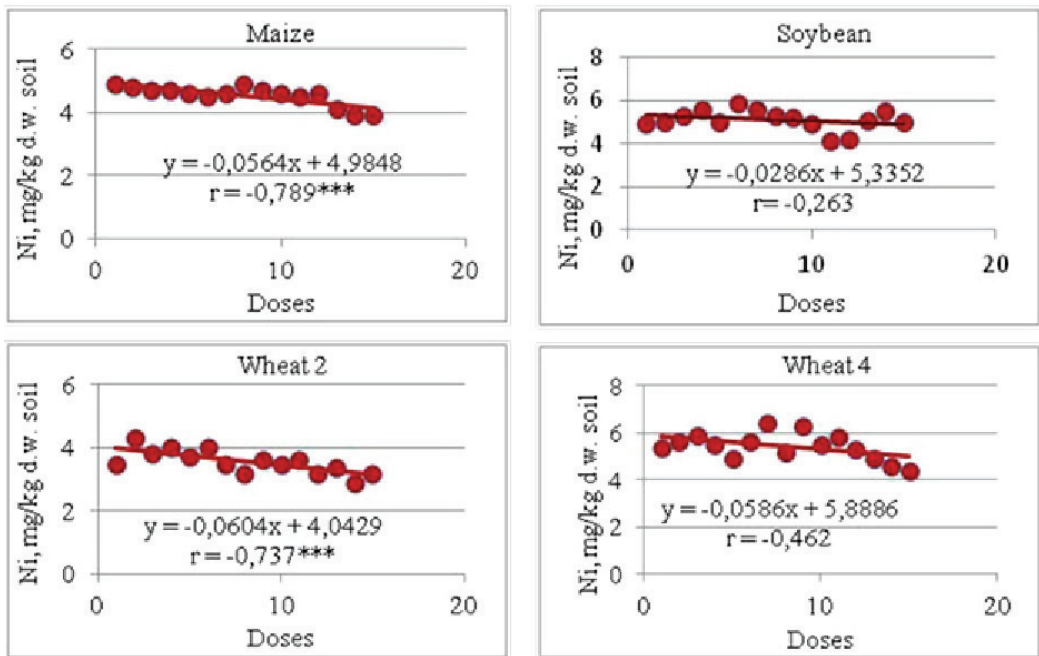 Maize
Ni, mg/kg d.w. soil
6
4
2
0
y = -0,0564x + 4,9848
r = -0,789***
0 10 20
Doses
Soybean
Ni, mg/kg d.w. soil
8
6
4
2
0
y = -0,0286x + 5,3352
r= -0,263
0 10 20
Doses
Wheat 2
Ni, mg/kg d.w. soil
6
4
2
0
y = -0,0604x + 4,0429
r = -0,737***
0 10 20
Doses
Wheat 4
Ni, mg/kg d.w. soil
8
6
4
2
0
y = -0,0586x + 5,8886
r = -0,462
0 10 20
Doses